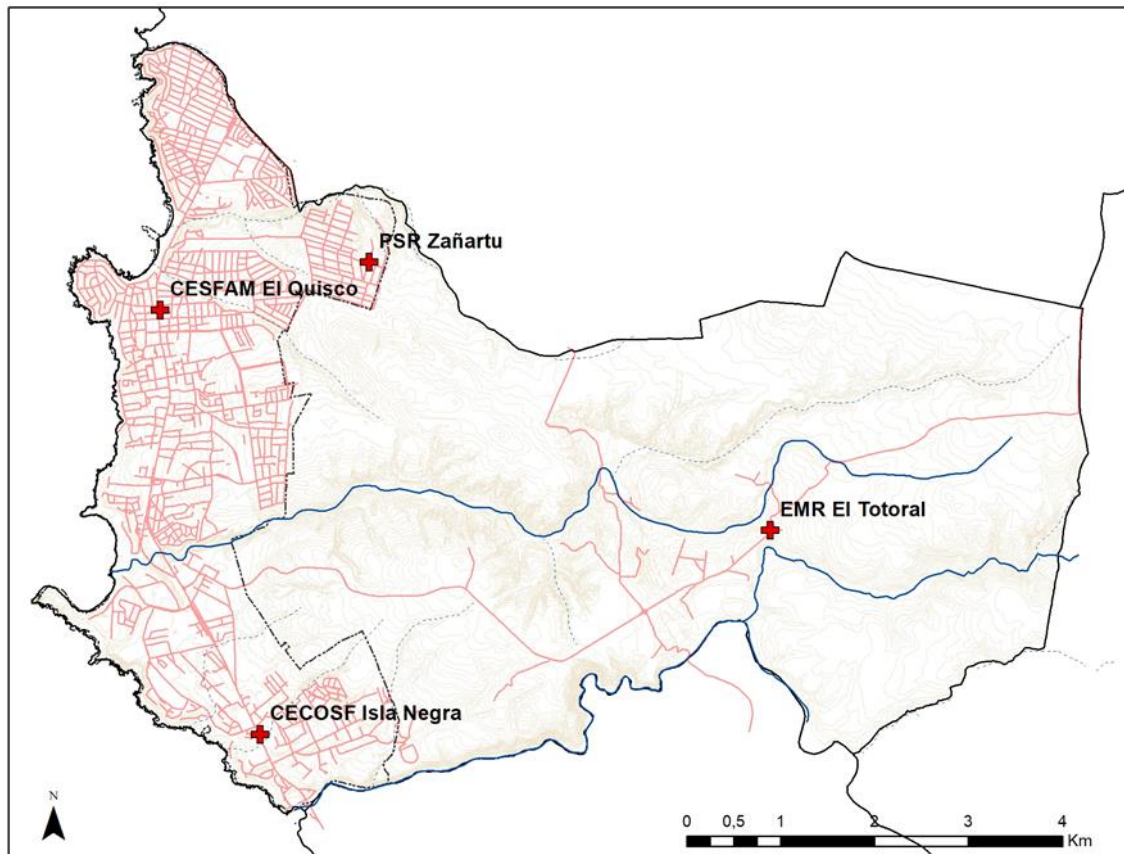 PSR Zañartu
CESFAM El Quisco
EMR El Totoral
CECOSF Isla Negra
N
0 0,5 1 2 3 4
Km